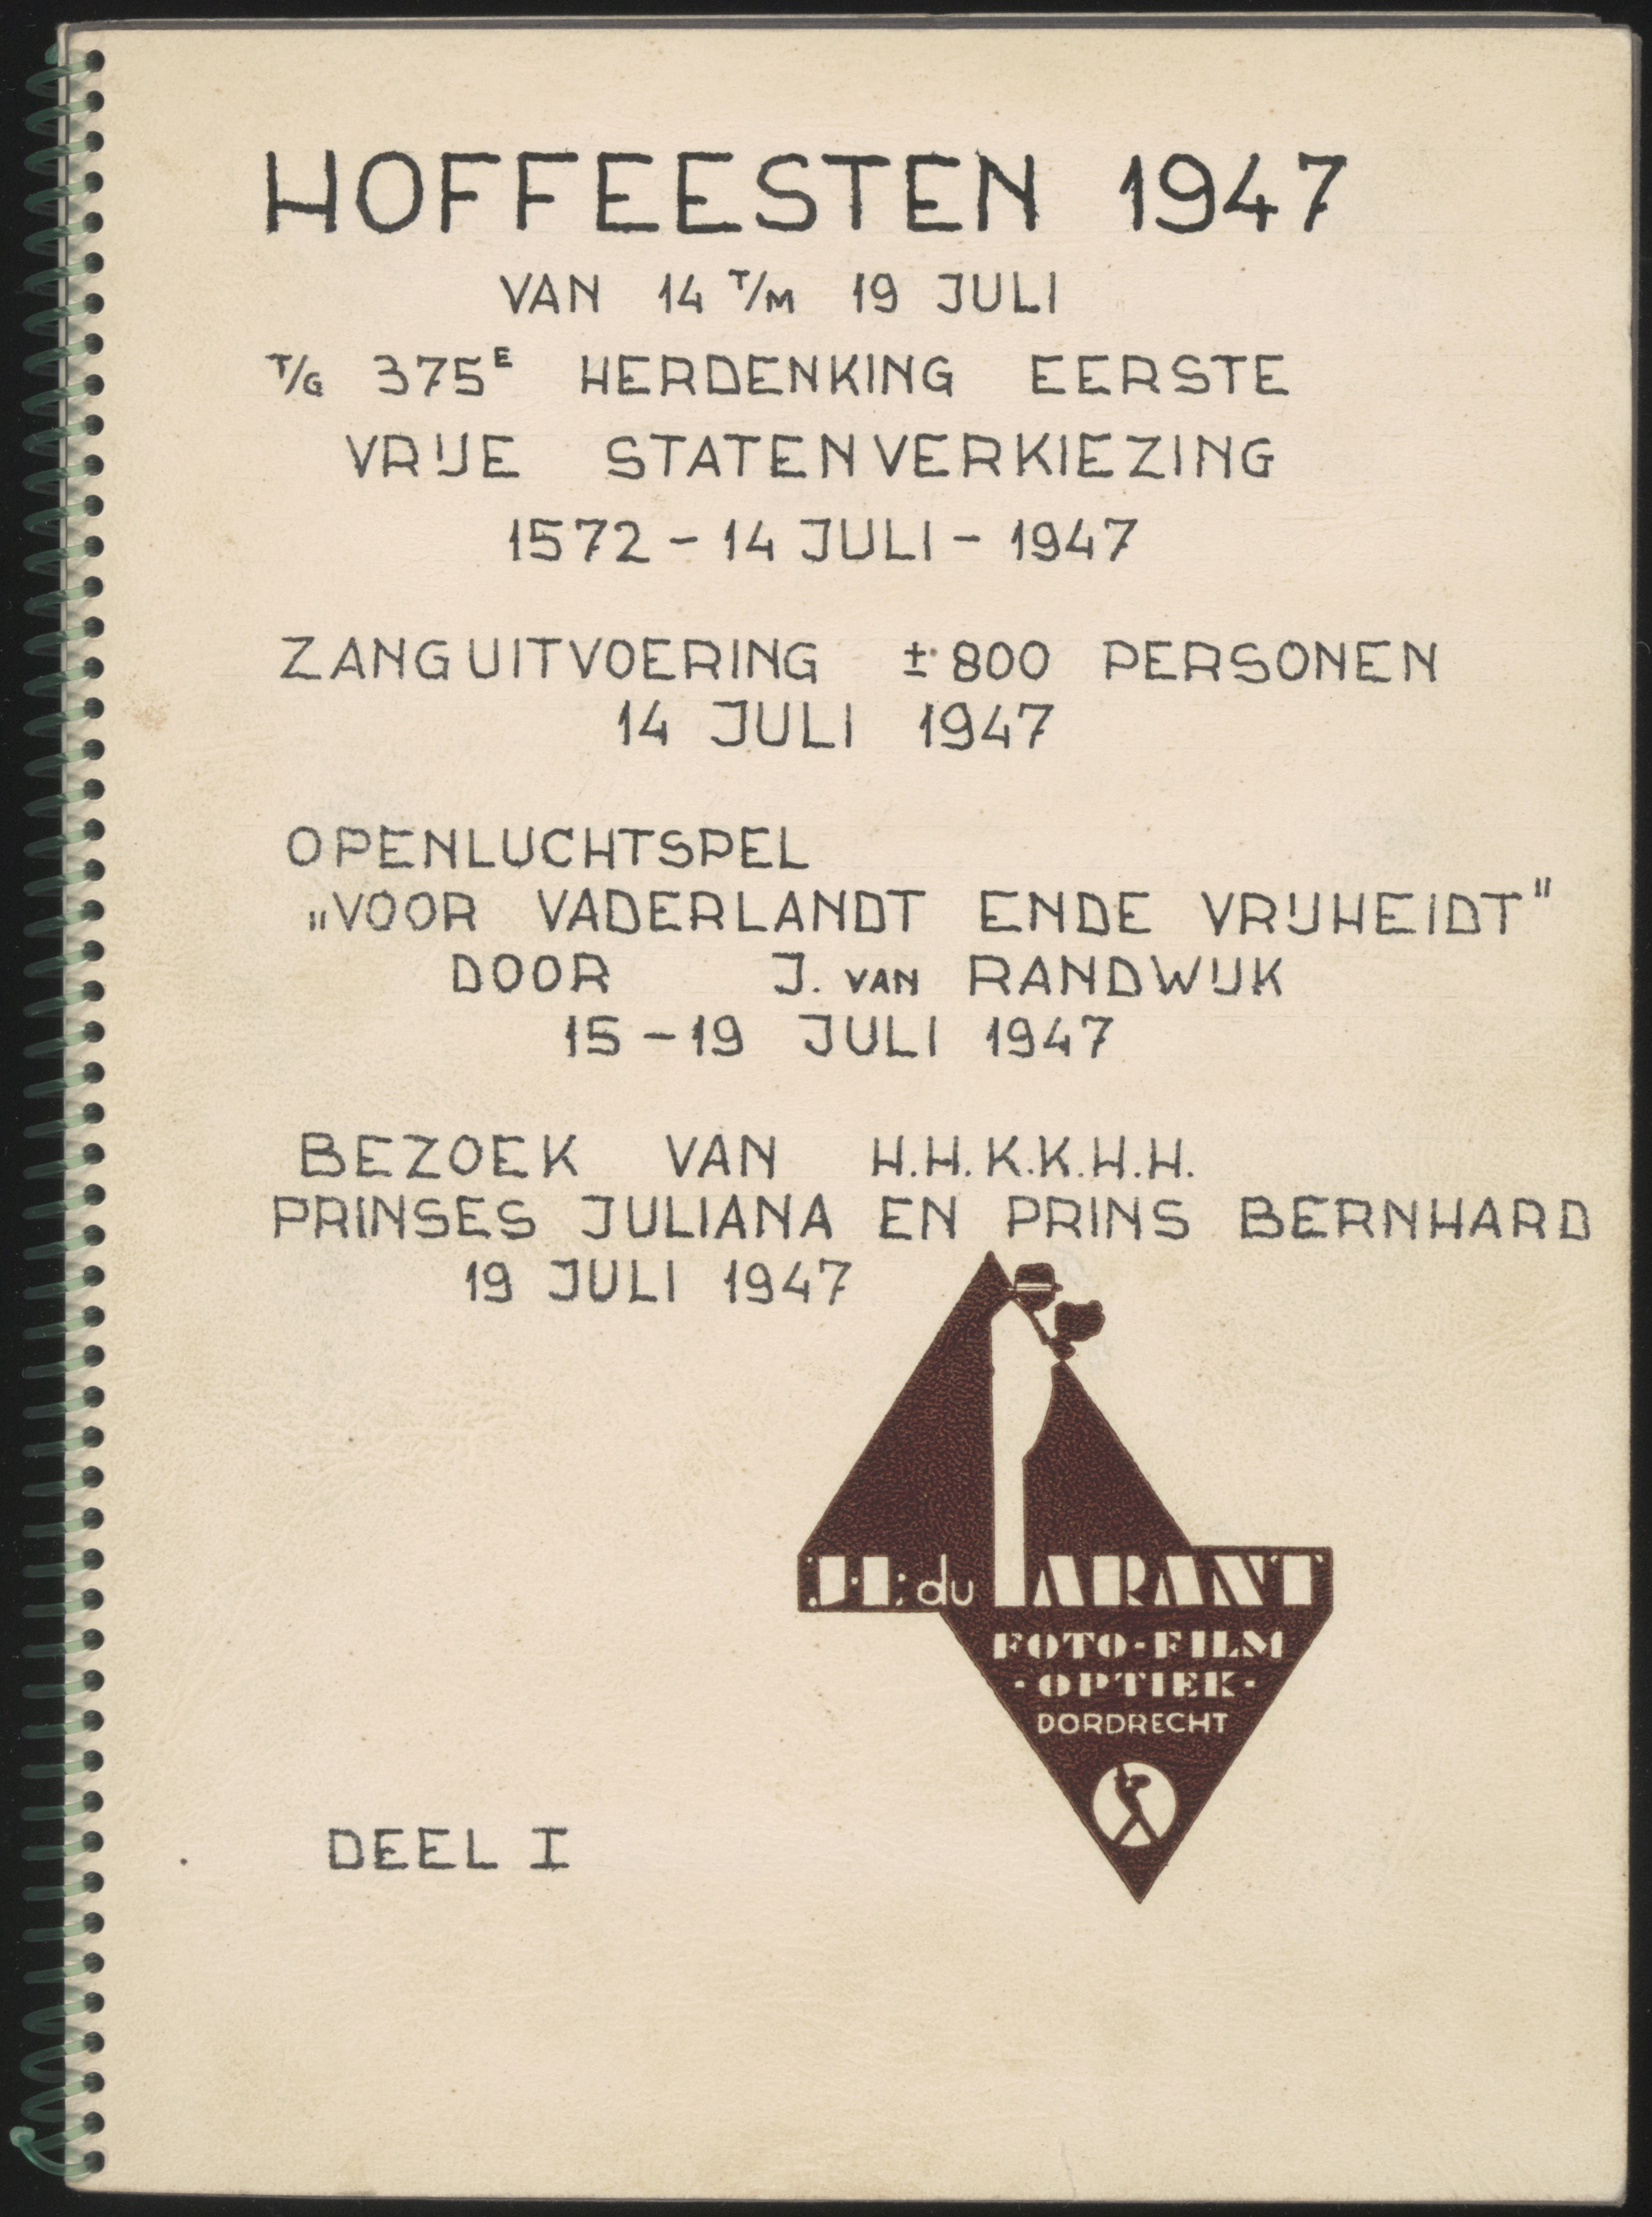 HOFFEESTEN 1947
VAN 14 T/M 19 JULI
T/G 375E HERDENKING EERSTE
VRIJE STATENVERKIEZING
1572 - 14 JULI - 1947
ZANGUITVOERING ± 800 PERSONEN
14 JULI 1947
OPENLUCHTSPEL
„VOOR VADERLANDT ENDE VRIJHEIDT"
DOOR J. VAN RANDWIJK
15 - 19 JULI 1947
BEZOEK VAN H.H.K.K.H.H.
PRINSES JULIANA EN PRINS BERNHARD
19 JULI 1947
du PARANT
FOTO-FILM
-OPTIEK-
DORDRECHT
DEEL I